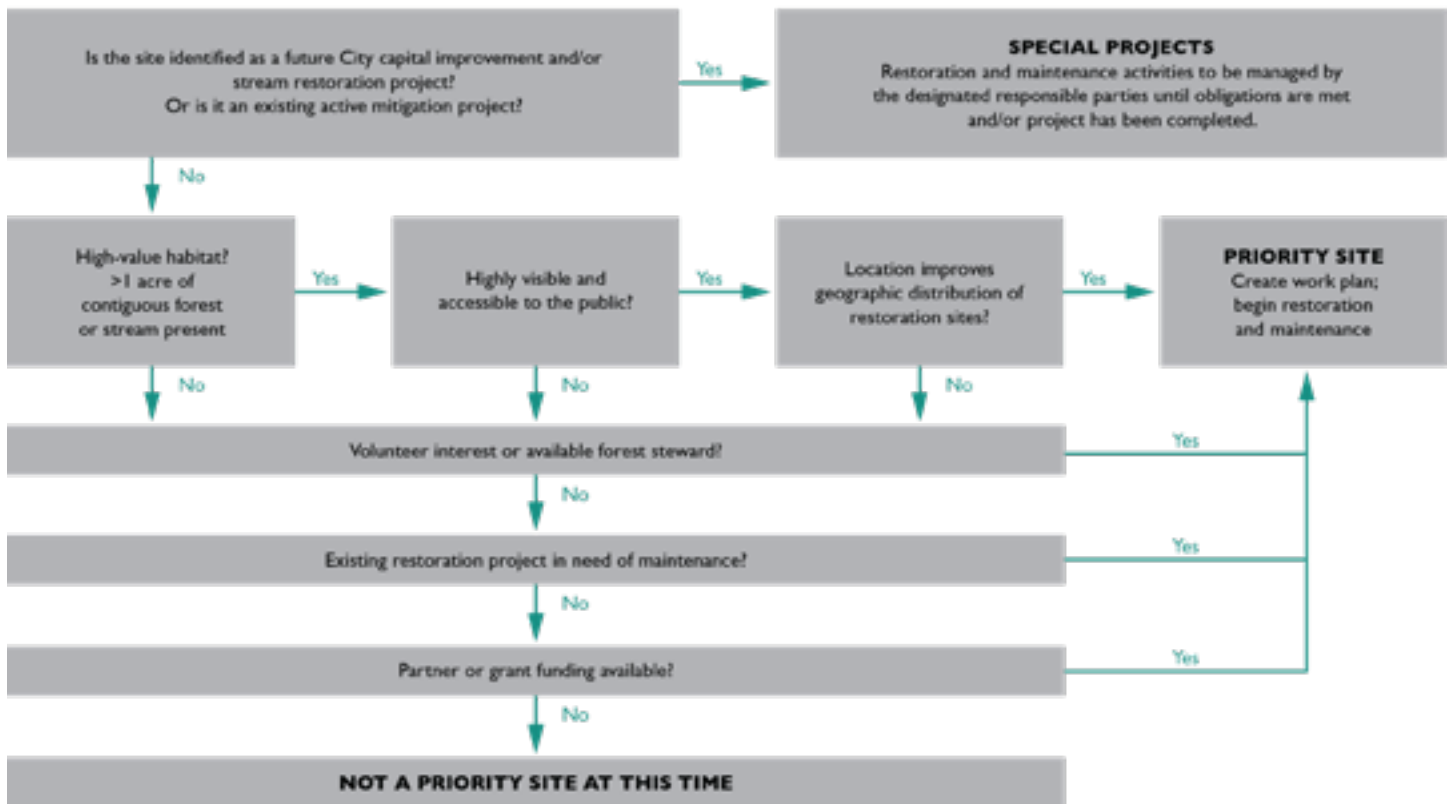 Is the site identified as a future City capital improvement and/or
stream restoration project?
Or is it an existing active mitigation project?
Yes
SPECIAL PROJECTS
Restoration and maintenance activities to be managed by
the designated responsible parties until obligations are met
and/or project has been completed.
No
High-value habitat?
>1 acre of
contiguous forest
or stream present
Yes
Highly visible and
accessible to the public?
Yes
Location improves
geographic distribution of
restoration sites?
Yes
PRIORITY SITE
Create work plan;
begin restoration
and maintenance
No
No
No
Volunteer interest or available forest steward?
Yes
No
Existing restoration project in need of maintenance?
Yes
No
Partner or grant funding available?
Yes
No
NOT A PRIORITY SITE AT THIS TIME